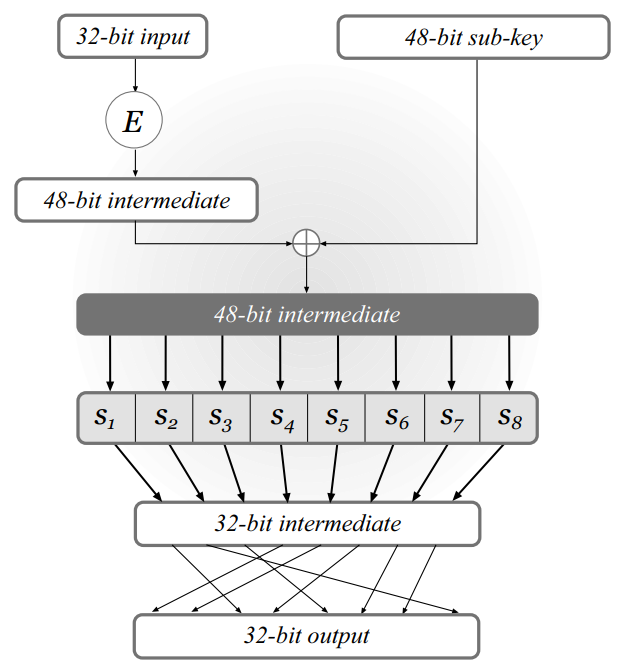 32-bit input
48-bit sub-key
E
48-bit intermediate
48-bit intermediate
S1 S2 S3 S4 S5 S6 S7 S8
32-bit intermediate
32-bit output